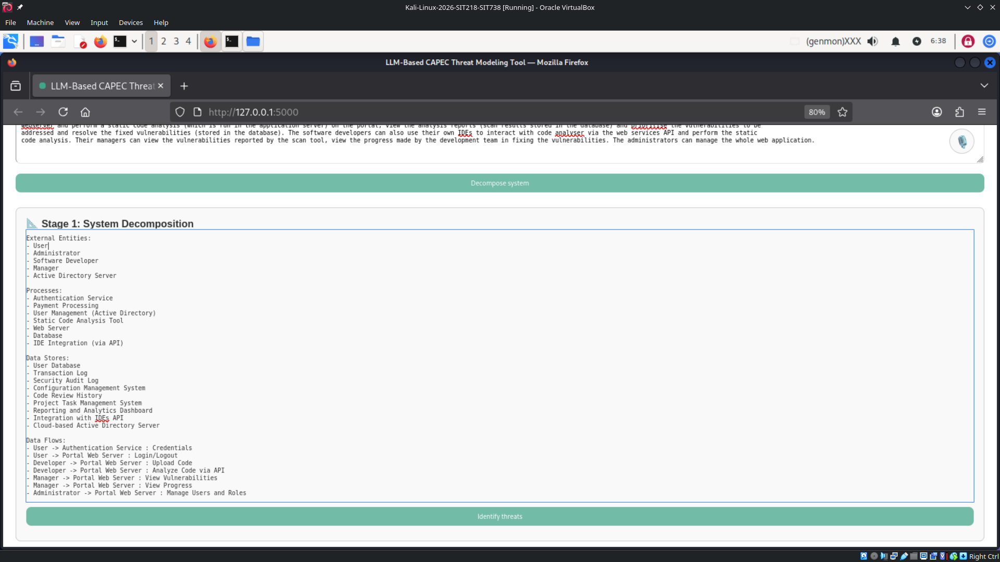 Kali-Linux-2026-SIT218-SIT738 [Running] - Oracle VirtualBox
File Machine View Input Devices Help
1 2 3 4 (genmon)XXX 6:38
LLM-Based CAPEC Threat Modeling Tool — Mozilla Firefox
LLM-Based CAPEC Threat
http://127.0.0.1:5000 80%
webserver and perform a static code analysis (which is run in the application server) on the portal, view the analysis reports (scan results stored in the database) and prioritise the vulnerabilities to be
addressed and resolve the fixed vulnerabilities (stored in the database). The software developers can also use their own IDEs to interact with code analyser via the web services API and perform the static
code analysis. Their managers can view the vulnerabilities reported by the scan tool, view the progress made by the development team in fixing the vulnerabilities. The administrators can manage the whole web application.
Decompose system
Stage 1: System Decomposition
External Entities:
- User
- Administrator
- Software Developer
- Manager
- Active Directory Server
Processes:
- Authentication Service
- Payment Processing
- User Management (Active Directory)
- Static Code Analysis Tool
- Web Server
- Database
- IDE Integration (via API)
Data Stores:
- User Database
- Transaction Log
- Security Audit Log
- Configuration Management System
- Code Review History
- Project Task Management System
- Reporting and Analytics Dashboard
- Integration with IDEs API
- Cloud-based Active Directory Server
Data Flows:
- User -> Authentication Service : Credentials
- User -> Portal Web Server : Login/Logout
- Developer -> Portal Web Server : Upload Code
- Developer -> Portal Web Server : Analyze Code via API
- Manager -> Portal Web Server : View Vulnerabilities
- Manager -> Portal Web Server : View Progress
- Administrator -> Portal Web Server : Manage Users and Roles
Identify threats
Right Ctrl